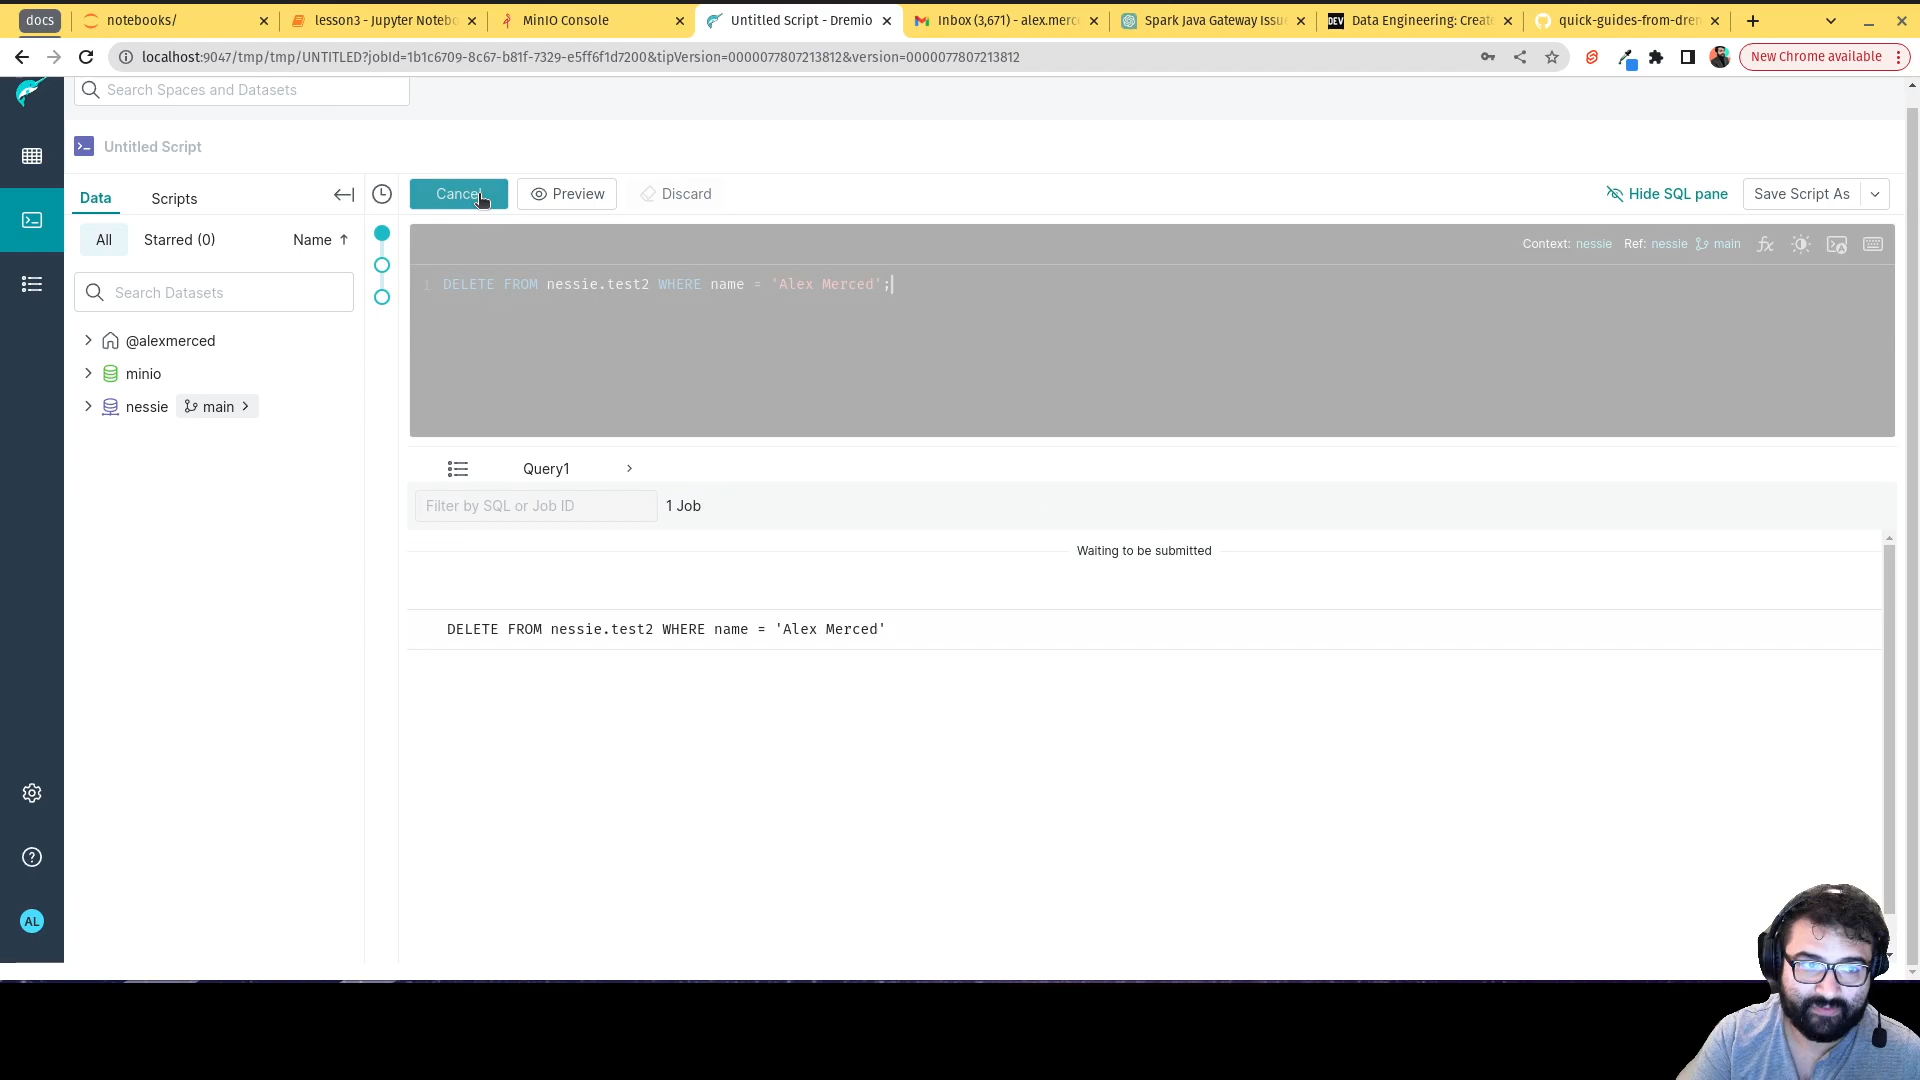 docs
notebooks/
lesson3 - Jupyter Notebo
MinIO Console
Untitled Script - Dremio
Inbox (3,671) - alex.merc
Spark Java Gateway Issu
DEV
Data Engineering: Create
quick-guides-from-dren
localhost:9047/tmp/tmp/UNTITLED?jobId=1b1c6709-8c67-b81f-7329-e5ff6f1d7200&tipVersion=0000077807213812&version=0000077807213812
New Chrome available
Search Spaces and Datasets
Untitled Script
Data
Scripts
Cancel
Preview
Discard
Hide SQL pane
Save Script As
All
Starred (0)
Name
Context: nessie
Ref: nessie main
fx
Search Datasets
1 DELETE FROM nessie.test2 WHERE name = 'Alex Merced';
@alexmerced
minio
nessie
main
Query1
Filter by SQL or Job ID
1 Job
Waiting to be submitted
DELETE FROM nessie.test2 WHERE name = 'Alex Merced'
AL